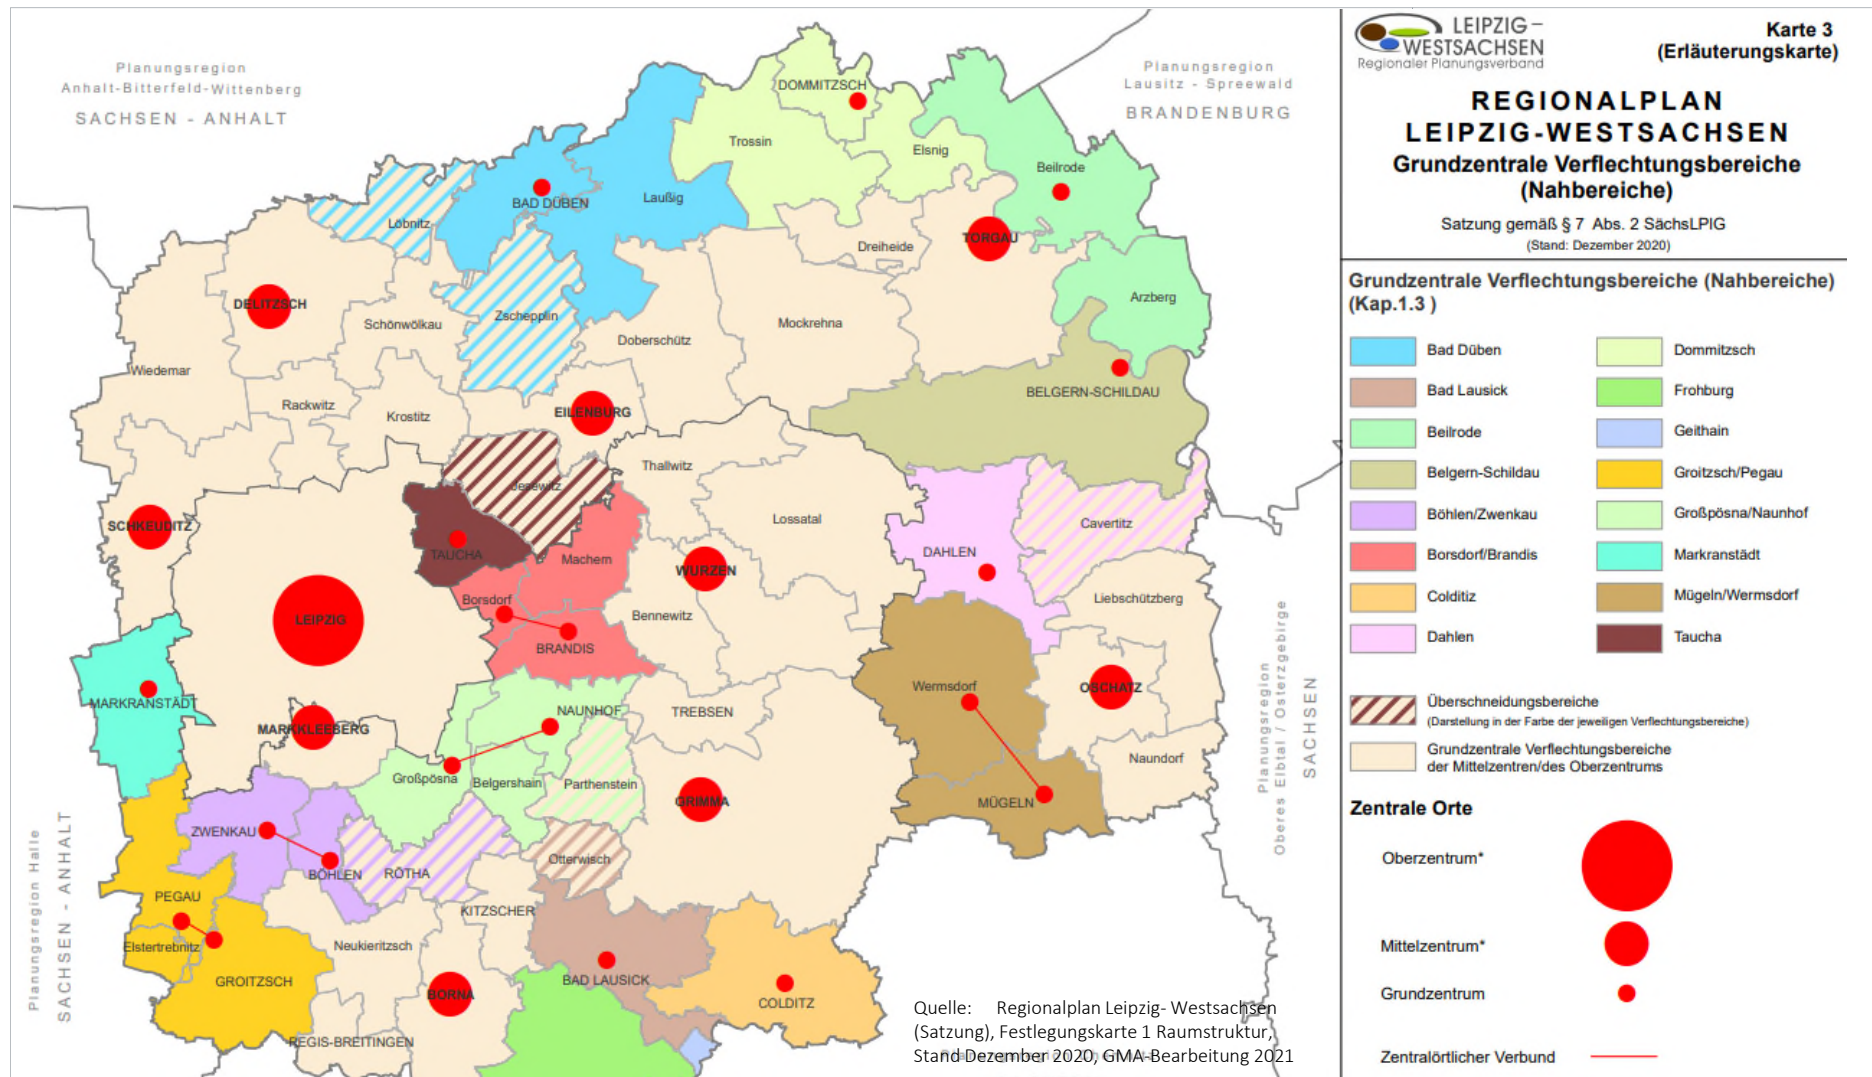 Planungsregion
Anhalt-Bitterfeld-Wittenberg
SACHSEN - ANHALT
Planungsregion
Lausitz - Spreewald
BRANDENBURG
DOMMITZSCH
Trossin
Elsnig
Beilrode
BAD DÜBEN
Laußig
Löbnitz
Dreiheide
TORGAU
DELITZSCH
Arzberg
Zschepplin
Schönwölkau
Mockrehna
Doberschütz
Wiedemar
BELGERN-SCHILDAU
Rackwitz
Krostitz
EILENBURG
Thallwitz
Jesewitz
Lossatal
SCHKEUDITZ
Cavertitz
TAUCHA
DAHLEN
Machern
WURZEN
Borsdorf
Liebschützberg
LEIPZIG
Bennewitz
BRANDIS
Wermsdorf
OSCHATZ
MARKRANSTÄDT
NAUNHOF
TREBSEN
MARKKLEEBERG
Naundorf
Großpösna
Belgershain
Parthenstein
GRIMMA
MÜGELN
ZWENKAU
Otterwisch
BÖHLEN
RÖTHA
PEGAU
KITZSCHER
Elstertrebnitz
Neukieritzsch
GROITZSCH
BAD LAUSICK
BORNA
COLDITZ
REGIS-BREITINGEN
Planungsregion Halle
SACHSEN - ANHALT
Planungsregion
Oberes Elbtal / Osterzgebirge
SACHSEN
Quelle: Regionalplan Leipzig- Westsachsen
(Satzung), Festlegungskarte 1 Raumstruktur,
Stand Dezember 2020, GMA-Bearbeitung 2021
LEIPZIG–
WESTSACHSEN
Regionaler Planungsverband
Karte 3
(Erläuterungskarte)
REGIONALPLAN
LEIPZIG-WESTSACHSEN
Grundzentrale Verflechtungsbereiche
(Nahbereiche)
Satzung gemäß § 7 Abs. 2 SächsLPlG
(Stand: Dezember 2020)
Grundzentrale Verflechtungsbereiche (Nahbereiche)
(Kap.1.3 )
Bad Düben
Bad Lausick
Beilrode
Belgern-Schildau
Böhlen/Zwenkau
Borsdorf/Brandis
Colditiz
Dahlen
Dommitzsch
Frohburg
Geithain
Groitzsch/Pegau
Großpösna/Naunhof
Markranstädt
Mügeln/Wermsdorf
Taucha
Überschneidungsbereiche
(Darstellung in der Farbe der jeweiligen Verflechtungsbereiche)
Grundzentrale Verflechtungsbereiche
der Mittelzentren/des Oberzentrums
Zentrale Orte
Oberzentrum*
Mittelzentrum*
Grundzentrum
Zentralörtlicher Verbund